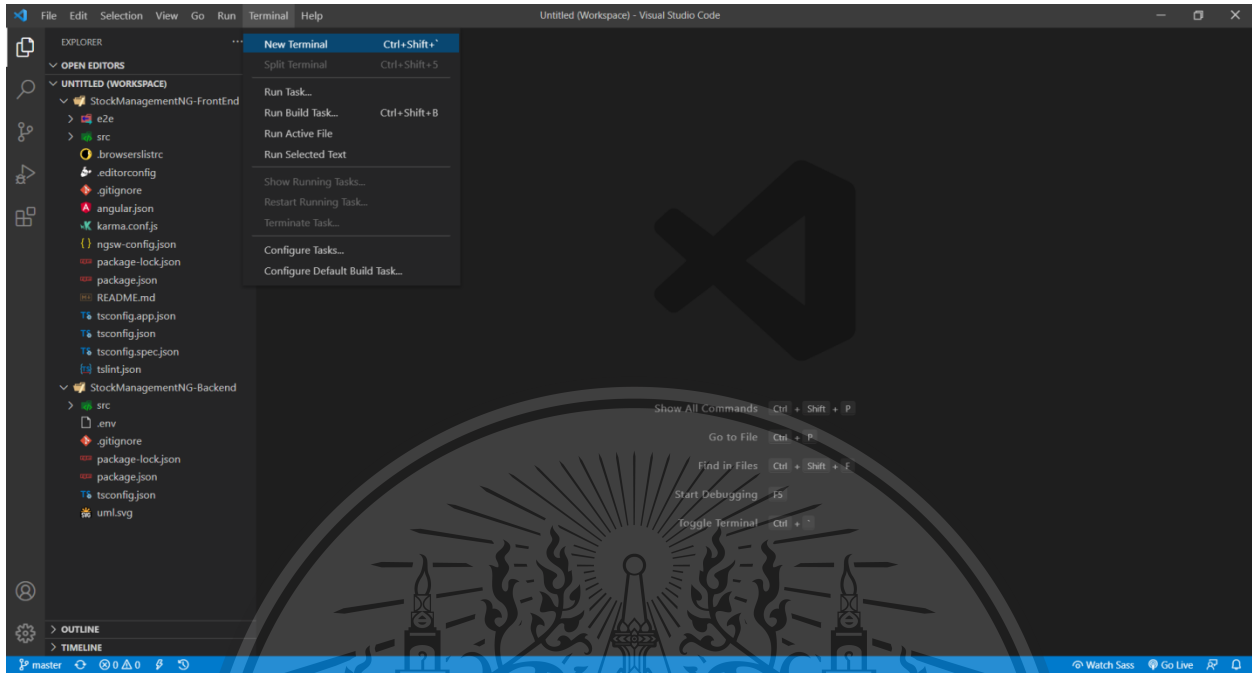 File Edit Selection View Go Run Terminal Help
Untitled (Workspace) - Visual Studio Code
EXPLORER
OPEN EDITORS
UNTITLED (WORKSPACE)
StockManagementNG-FrontEnd
e2e
src
.browserslistrc
.editorconfig
.gitignore
angular.json
karma.conf.js
ngsw-config.json
package-lock.json
package.json
README.md
tsconfig.app.json
tsconfig.json
tsconfig.spec.json
tslint.json
StockManagementNG-Backend
src
.env
.gitignore
package-lock.json
package.json
tsconfig.json
uml.svg
OUTLINE
TIMELINE
New Terminal Ctrl+Shift+`
Split Terminal Ctrl+Shift+5
Run Task...
Run Build Task... Ctrl+Shift+B
Run Active File
Run Selected Text
Show Running Tasks...
Restart Running Task...
Terminate Task...
Configure Tasks...
Configure Default Build Task...
Show All Commands Ctrl + Shift + P
Go to File Ctrl + P
Find in Files Ctrl + Shift + F
Start Debugging F5
Toggle Terminal Ctrl + `
master 0 0 Watch Sass Go Live